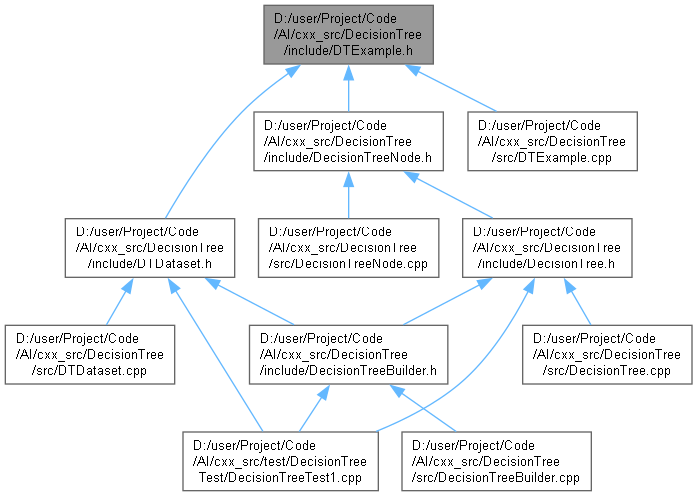 D:/user/Project/Code
/AI/cxx_src/DecisionTree
/include/DTExample.h
D:/user/Project/Code
/AI/cxx_src/DecisionTree
/include/DecisionTreeNode.h
D:/user/Project/Code
/AI/cxx_src/DecisionTree
/src/DTExample.cpp
D:/user/Project/Code
/AI/cxx_src/DecisionTree
/include/DTDataset.h
D:/user/Project/Code
/AI/cxx_src/DecisionTree
/src/DecisionTreeNode.cpp
D:/user/Project/Code
/AI/cxx_src/DecisionTree
/include/DecisionTree.h
D:/user/Project/Code
/AI/cxx_src/DecisionTree
/src/DTDataset.cpp
D:/user/Project/Code
/AI/cxx_src/DecisionTree
/include/DecisionTreeBuilder.h
D:/user/Project/Code
/AI/cxx_src/DecisionTree
/src/DecisionTree.cpp
D:/user/Project/Code
/AI/cxx_src/test/DecisionTree
Test/DecisionTreeTest1.cpp
D:/user/Project/Code
/AI/cxx_src/DecisionTree
/src/DecisionTreeBuilder.cpp